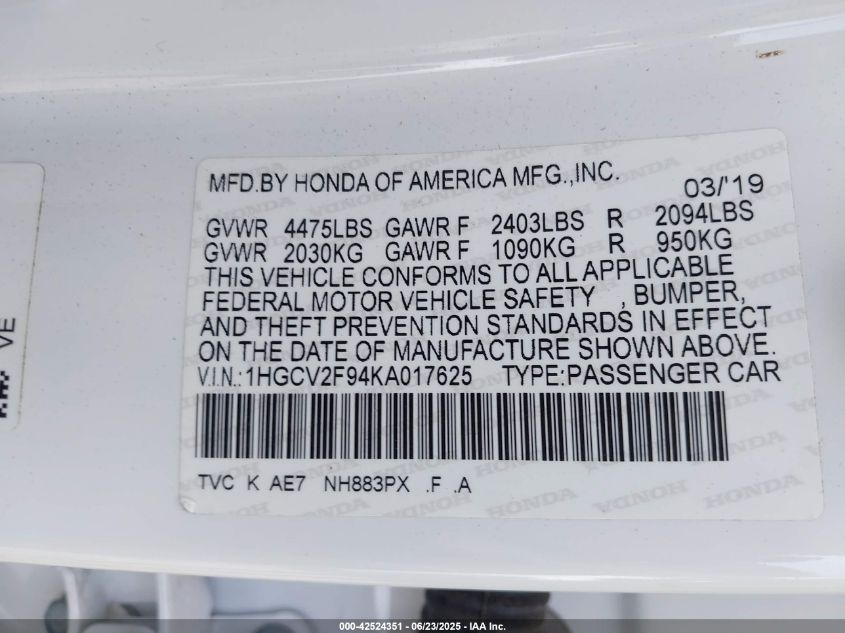 MFD.BY HONDA OF AMERICA MFG.,INC.
03/'19
GVWR 4475LBS GAWR F 2403LBS R 2094LBS
GVWR 2030KG GAWR F 1090KG R 950KG
THIS VEHICLE CONFORMS TO ALL APPLICABLE
FEDERAL MOTOR VEHICLE SAFETY , BUMPER,
AND THEFT PREVENTION STANDARDS IN EFFECT
ON THE DATE OF MANUFACTURE SHOWN ABOVE.
V.I.N.:1HGCV2F94KA017625 TYPE:PASSENGER CAR
TVC K AE7 NH883PX .F .A
VE
000-42524351 - 06/23/2025 - IAA Inc.